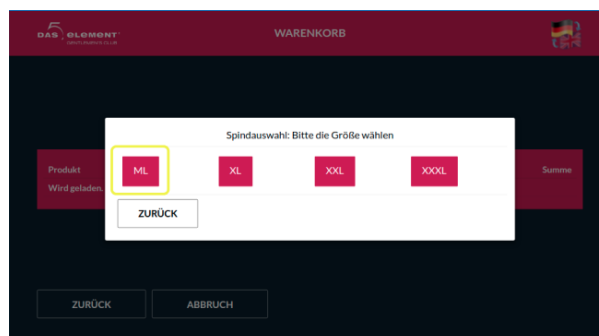 DAS 5 ELEMENT
WARENKORB
Spindauswahl: Bitte die Größe wählen
ML XL XXL XXXL
Produkt Summe
Wird geladen.
ZURÜCK
ZURÜCK ABBRUCH